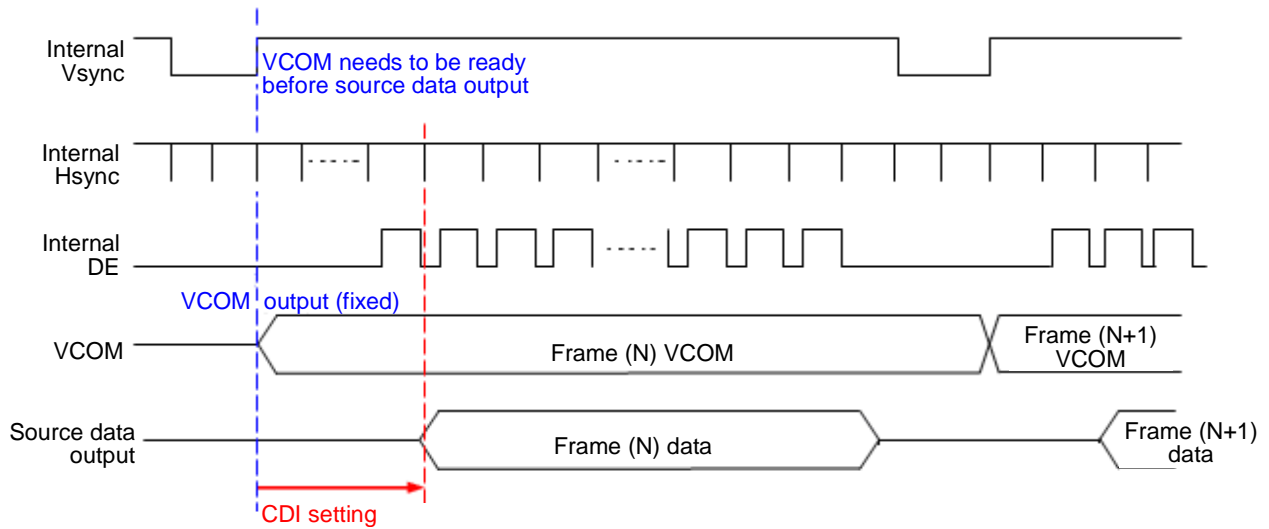 Internal
Vsync
VCOM needs to be ready
before source data output
Internal
Hsync
Internal
DE
VCOM output (fixed)
VCOM
Frame (N) VCOM
Frame (N+1)
VCOM
Source data
output
Frame (N) data
Frame (N+1)
data
CDI setting